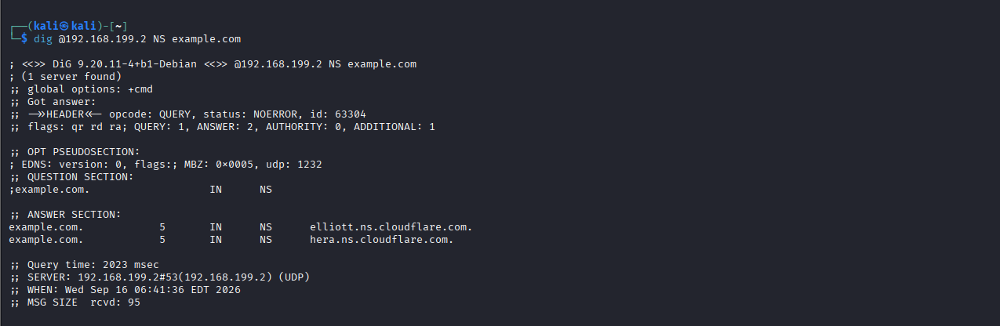 ┌──(kali㉿kali)-[~]
└─$ dig @192.168.199.2 NS example.com
; <<>> DiG 9.20.11-4+b1-Debian <<>> @192.168.199.2 NS example.com
; (1 server found)
;; global options: +cmd
;; Got answer:
;; ->>HEADER<<- opcode: QUERY, status: NOERROR, id: 63304
;; flags: qr rd ra; QUERY: 1, ANSWER: 2, AUTHORITY: 0, ADDITIONAL: 1
;; OPT PSEUDOSECTION:
; EDNS: version: 0, flags:; MBZ: 0x0005, udp: 1232
;; QUESTION SECTION:
;example.com. IN NS
;; ANSWER SECTION:
example.com. 5 IN NS elliott.ns.cloudflare.com.
example.com. 5 IN NS hera.ns.cloudflare.com.
;; Query time: 2023 msec
;; SERVER: 192.168.199.2#53(192.168.199.2) (UDP)
;; WHEN: Wed Sep 16 06:41:36 EDT 2026
;; MSG SIZE rcvd: 95